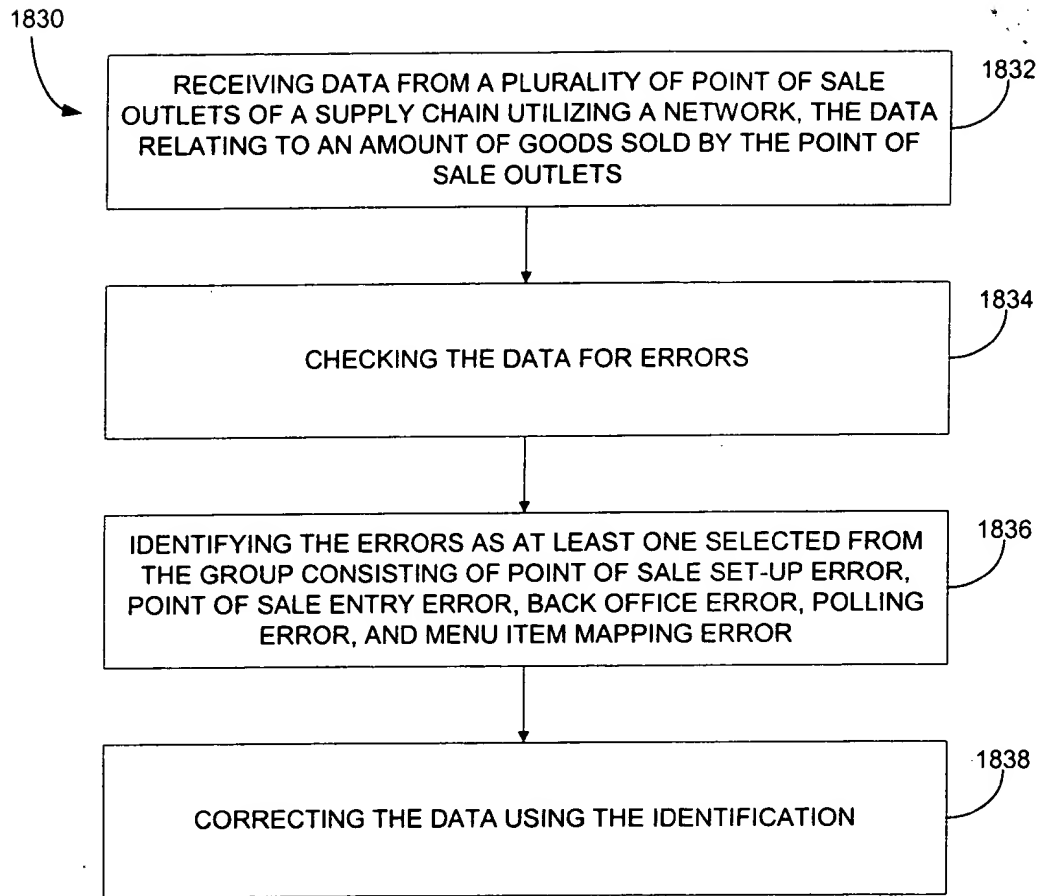 1830
RECEIVING DATA FROM A PLURALITY OF POINT OF SALE
OUTLETS OF A SUPPLY CHAIN UTILIZING A NETWORK, THE DATA
RELATING TO AN AMOUNT OF GOODS SOLD BY THE POINT OF
SALE OUTLETS
1832
CHECKING THE DATA FOR ERRORS
1834
IDENTIFYING THE ERRORS AS AT LEAST ONE SELECTED FROM
THE GROUP CONSISTING OF POINT OF SALE SET-UP ERROR,
POINT OF SALE ENTRY ERROR, BACK OFFICE ERROR, POLLING
ERROR, AND MENU ITEM MAPPING ERROR
1836
CORRECTING THE DATA USING THE IDENTIFICATION
1838